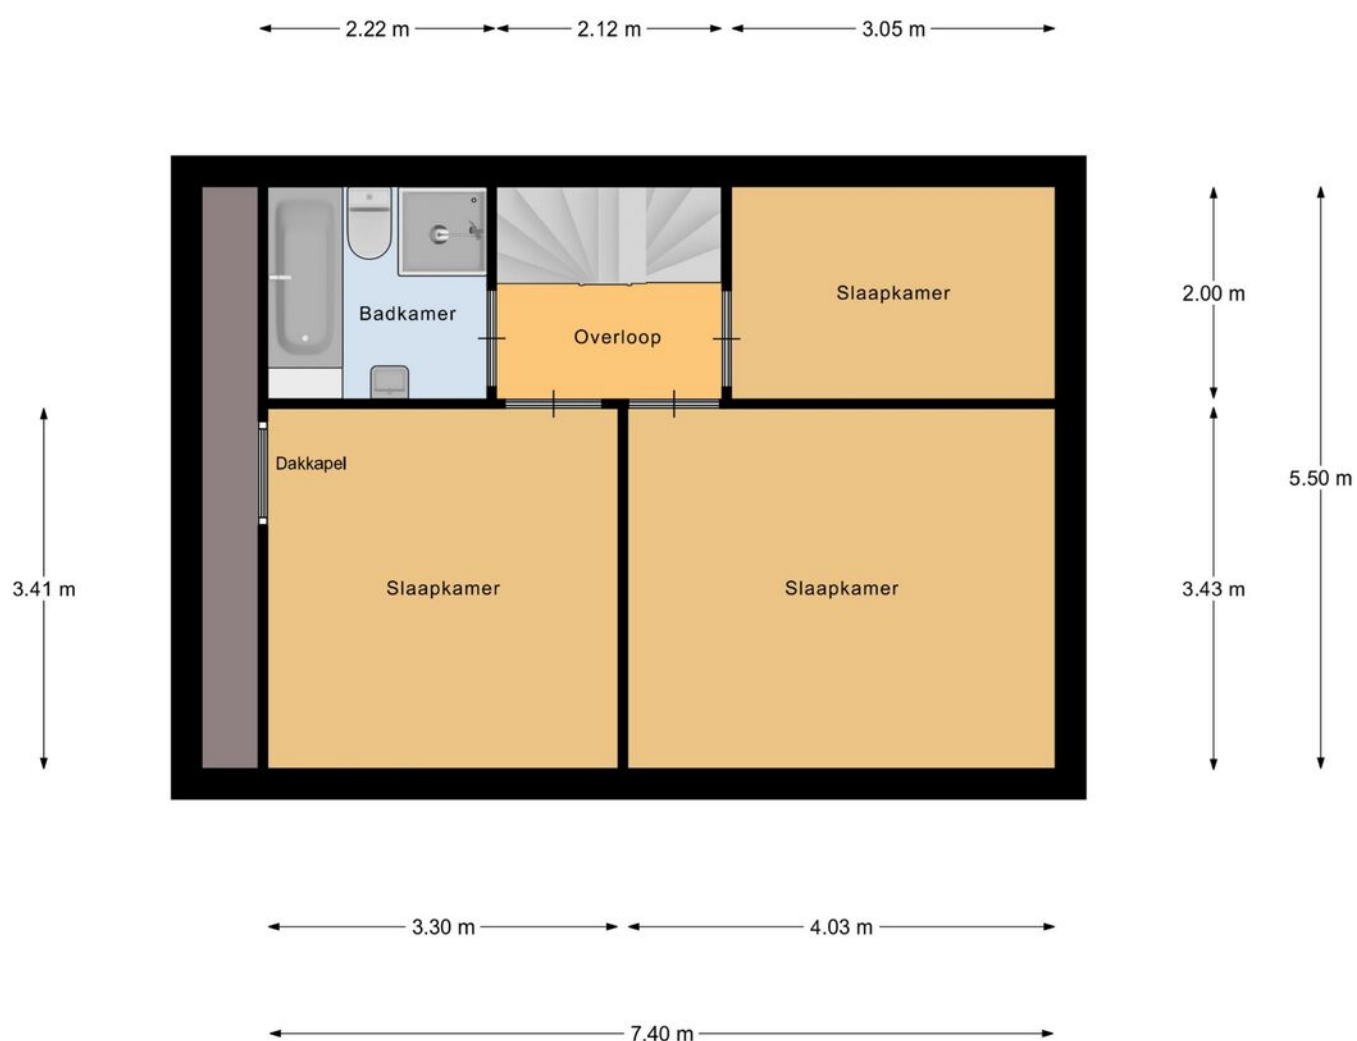 2.22 m
2.12 m
3.05 m
Slaapkamer
2.00 m
Badkamer
Overloop
Dakkapel
5.50 m
3.41 m
Slaapkamer
Slaapkamer
3.43 m
3.30 m
4.03 m
7.40 m